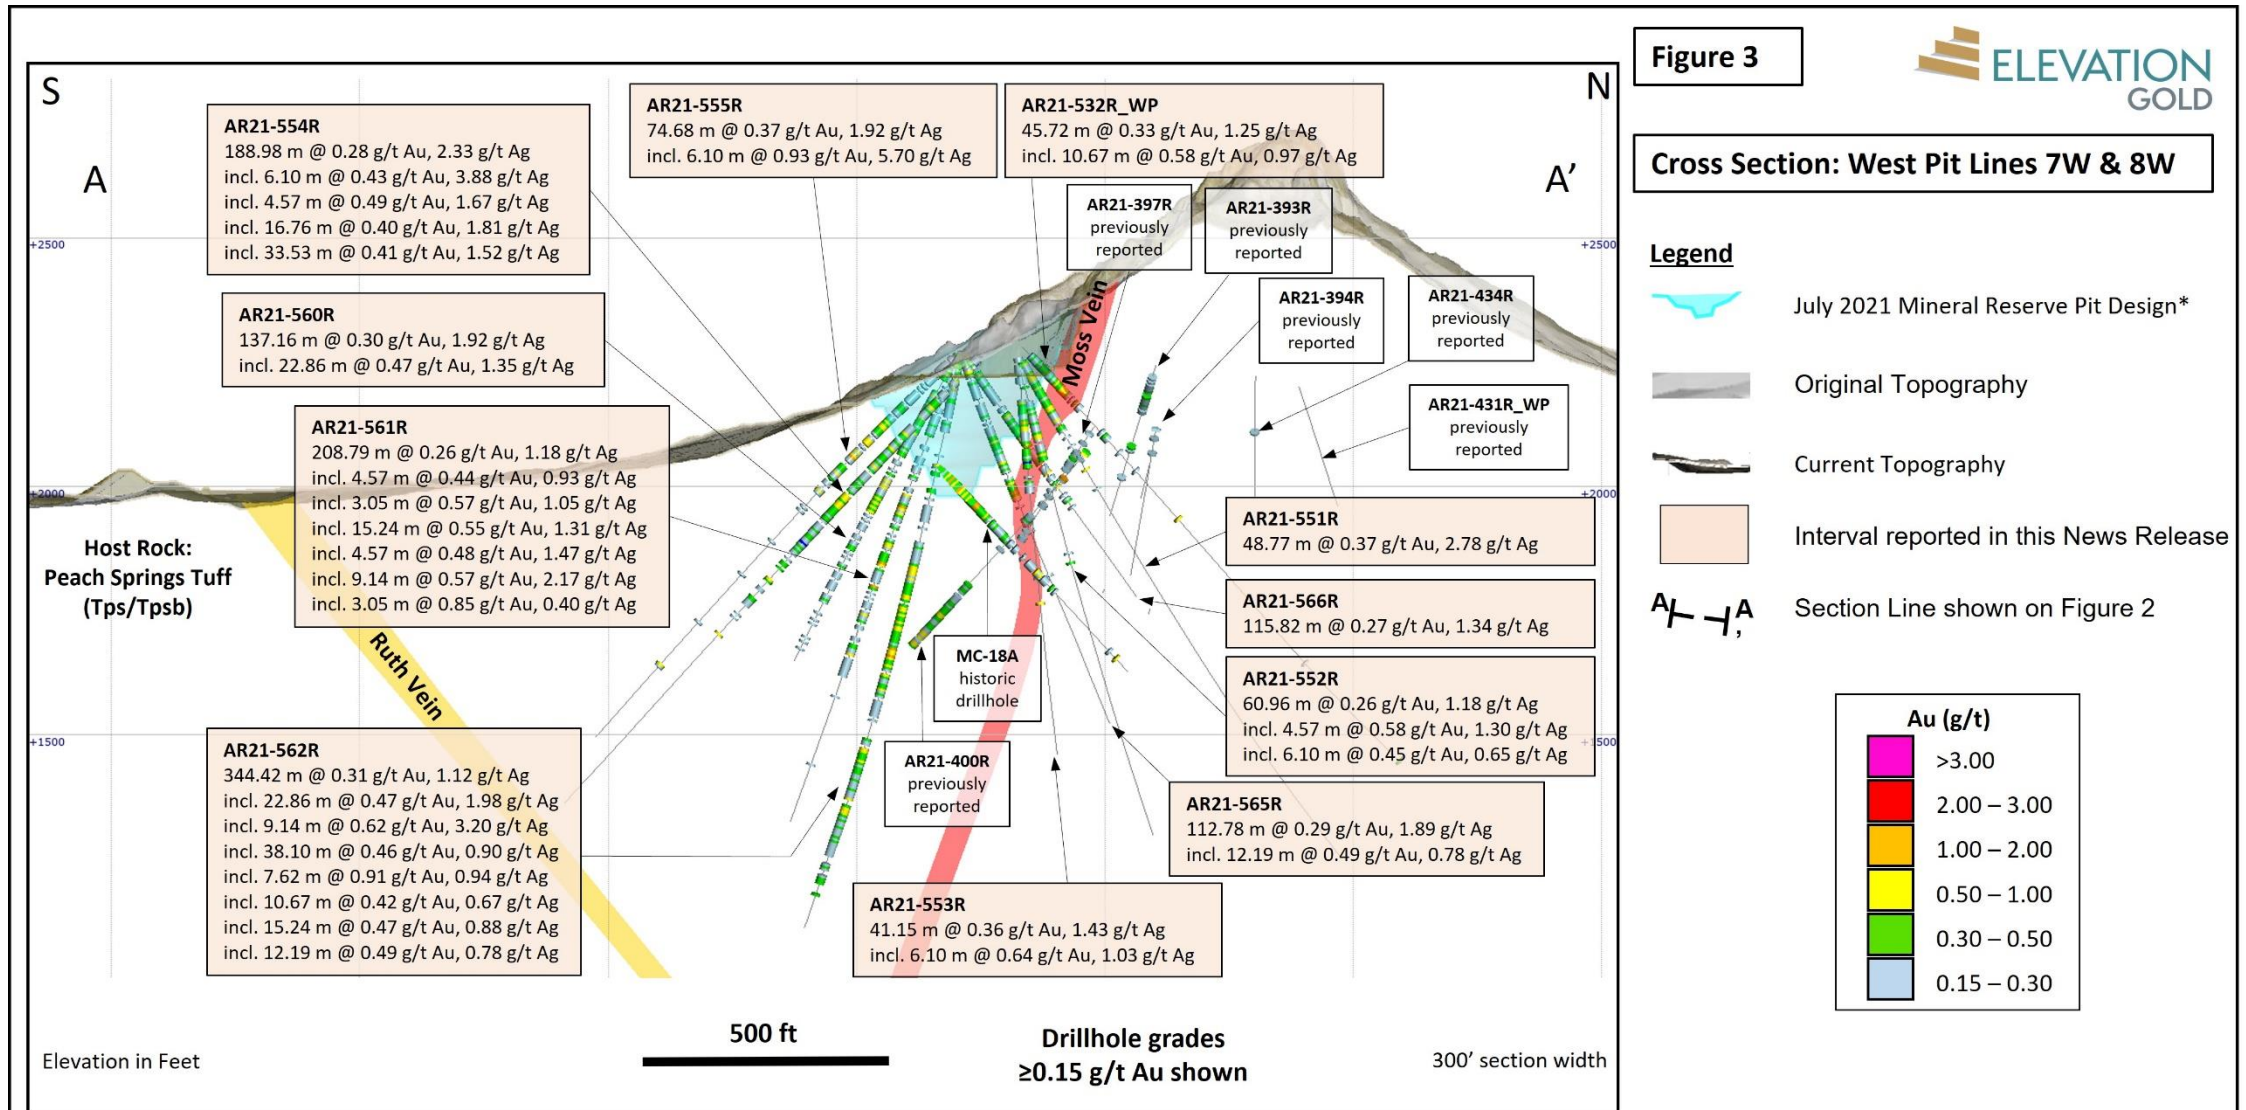 Figure 3
ELEVATION
GOLD
Cross Section: West Pit Lines 7W & 8W
S
N
A
A'
AR21-554R
188.98 m @ 0.28 g/t Au, 2.33 g/t Ag
incl. 6.10 m @ 0.43 g/t Au, 3.88 g/t Ag
incl. 4.57 m @ 0.49 g/t Au, 1.67 g/t Ag
incl. 16.76 m @ 0.40 g/t Au, 1.81 g/t Ag
incl. 33.53 m @ 0.41 g/t Au, 1.52 g/t Ag
AR21-555R
74.68 m @ 0.37 g/t Au, 1.92 g/t Ag
incl. 6.10 m @ 0.93 g/t Au, 5.70 g/t Ag
AR21-532R_WP
45.72 m @ 0.33 g/t Au, 1.25 g/t Ag
incl. 10.67 m @ 0.58 g/t Au, 0.97 g/t Ag
AR21-397R
previously
reported
AR21-393R
previously
reported
AR21-394R
previously
reported
AR21-434R
previously
reported
AR21-431R_WP
previously
reported
+2500
+2500
+2000
+2000
+1500
+1500
AR21-560R
137.16 m @ 0.30 g/t Au, 1.92 g/t Ag
incl. 22.86 m @ 0.47 g/t Au, 1.35 g/t Ag
AR21-561R
208.79 m @ 0.26 g/t Au, 1.18 g/t Ag
incl. 4.57 m @ 0.44 g/t Au, 0.93 g/t Ag
incl. 3.05 m @ 0.57 g/t Au, 1.05 g/t Ag
incl. 15.24 m @ 0.55 g/t Au, 1.31 g/t Ag
incl. 4.57 m @ 0.48 g/t Au, 1.47 g/t Ag
incl. 9.14 m @ 0.57 g/t Au, 2.17 g/t Ag
incl. 3.05 m @ 0.85 g/t Au, 0.40 g/t Ag
Host Rock:
Peach Springs Tuff
(Tps/Tpsb)
Moss Vein
Ruth Vein
AR21-562R
344.42 m @ 0.31 g/t Au, 1.12 g/t Ag
incl. 22.86 m @ 0.47 g/t Au, 1.98 g/t Ag
incl. 9.14 m @ 0.62 g/t Au, 3.20 g/t Ag
incl. 38.10 m @ 0.46 g/t Au, 0.90 g/t Ag
incl. 7.62 m @ 0.91 g/t Au, 0.94 g/t Ag
incl. 10.67 m @ 0.42 g/t Au, 0.67 g/t Ag
incl. 15.24 m @ 0.47 g/t Au, 0.88 g/t Ag
incl. 12.19 m @ 0.49 g/t Au, 0.78 g/t Ag
MC-18A
historic
drillhole
AR21-400R
previously
reported
AR21-551R
48.77 m @ 0.37 g/t Au, 2.78 g/t Ag
AR21-566R
115.82 m @ 0.27 g/t Au, 1.34 g/t Ag
AR21-552R
60.96 m @ 0.26 g/t Au, 1.18 g/t Ag
incl. 4.57 m @ 0.58 g/t Au, 1.30 g/t Ag
incl. 6.10 m @ 0.45 g/t Au, 0.65 g/t Ag
AR21-565R
112.78 m @ 0.29 g/t Au, 1.89 g/t Ag
incl. 12.19 m @ 0.49 g/t Au, 0.78 g/t Ag
AR21-553R
41.15 m @ 0.36 g/t Au, 1.43 g/t Ag
incl. 6.10 m @ 0.64 g/t Au, 1.03 g/t Ag
Elevation in Feet
500 ft
Drillhole grades
≥0.15 g/t Au shown
300' section width
Legend
July 2021 Mineral Reserve Pit Design*
Original Topography
Current Topography
Interval reported in this News Release
A A'
Section Line shown on Figure 2
Au (g/t)
>3.00
2.00 – 3.00
1.00 – 2.00
0.50 – 1.00
0.30 – 0.50
0.15 – 0.30